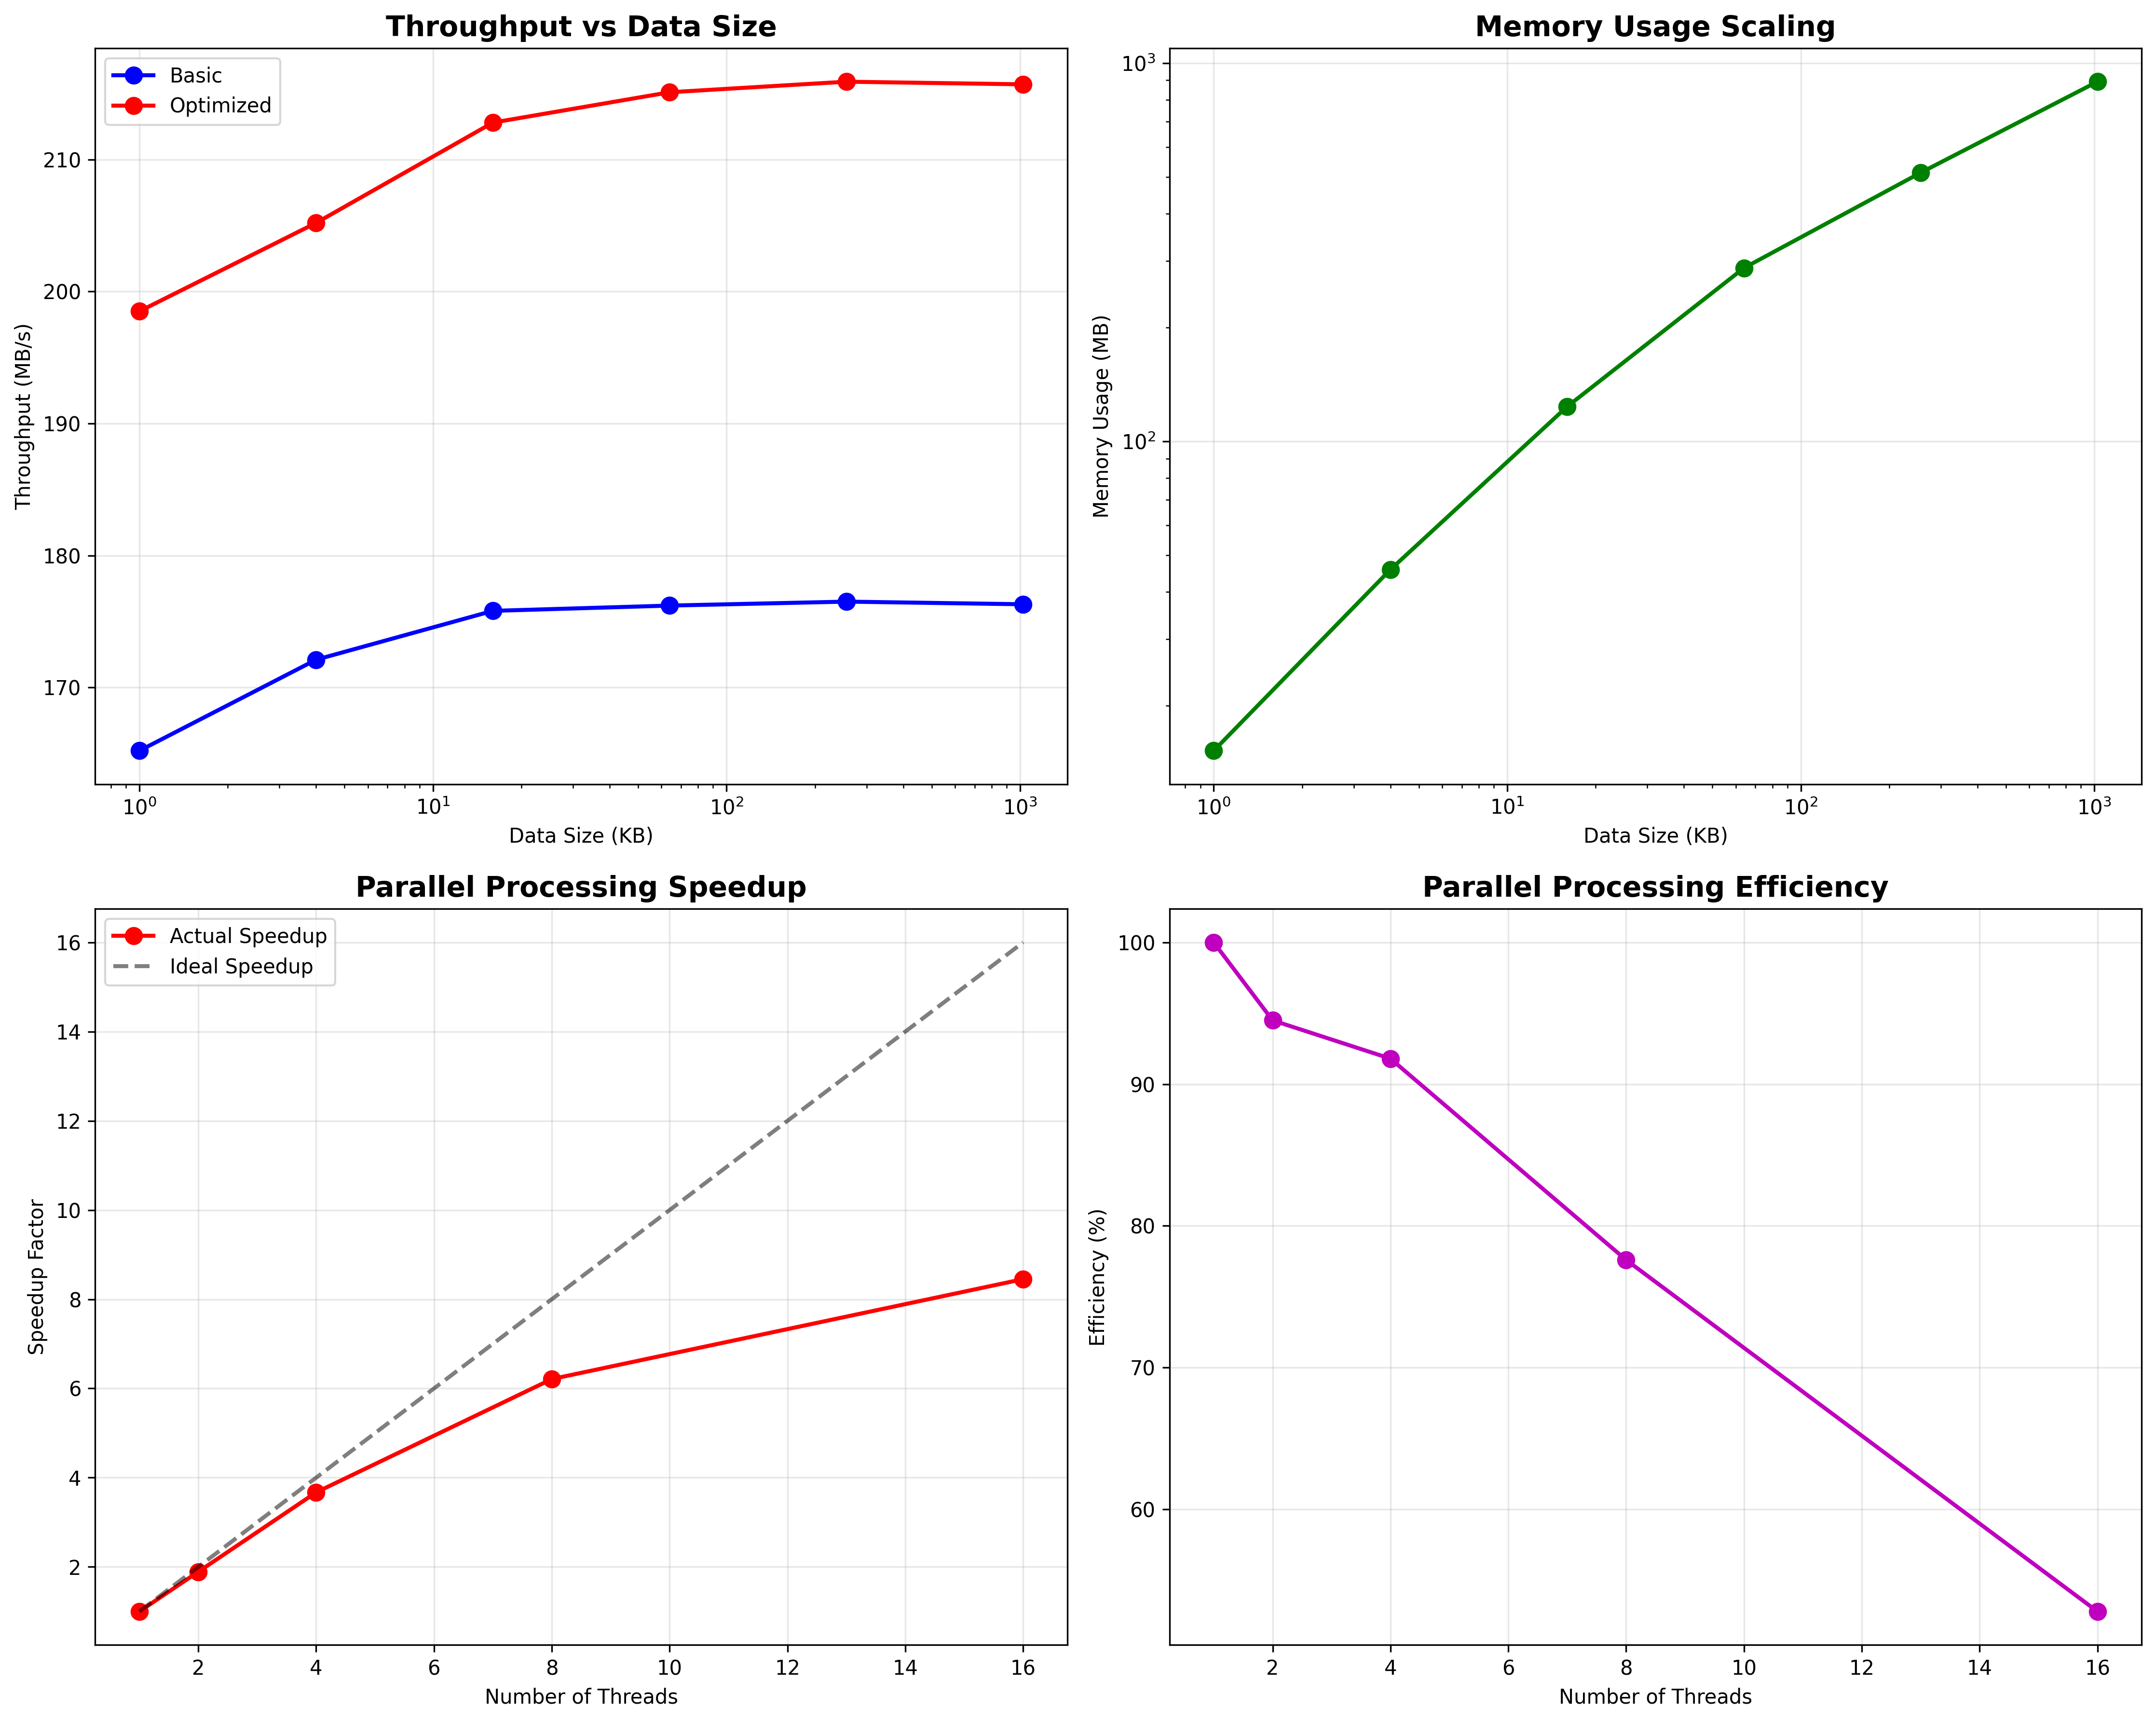 Throughput vs Data Size
Basic
Optimized
210
200
190
180
170
Throughput (MB/s)
10⁰ 10¹ 10² 10³
Data Size (KB)
Memory Usage Scaling
10³
10²
Memory Usage (MB)
10⁰ 10¹ 10² 10³
Data Size (KB)
Parallel Processing Speedup
Actual Speedup
Ideal Speedup
16
14
12
10
8
6
4
2
Speedup Factor
2 4 6 8 10 12 14 16
Number of Threads
Parallel Processing Efficiency
100
90
80
70
60
Efficiency (%)
2 4 6 8 10 12 14 16
Number of Threads